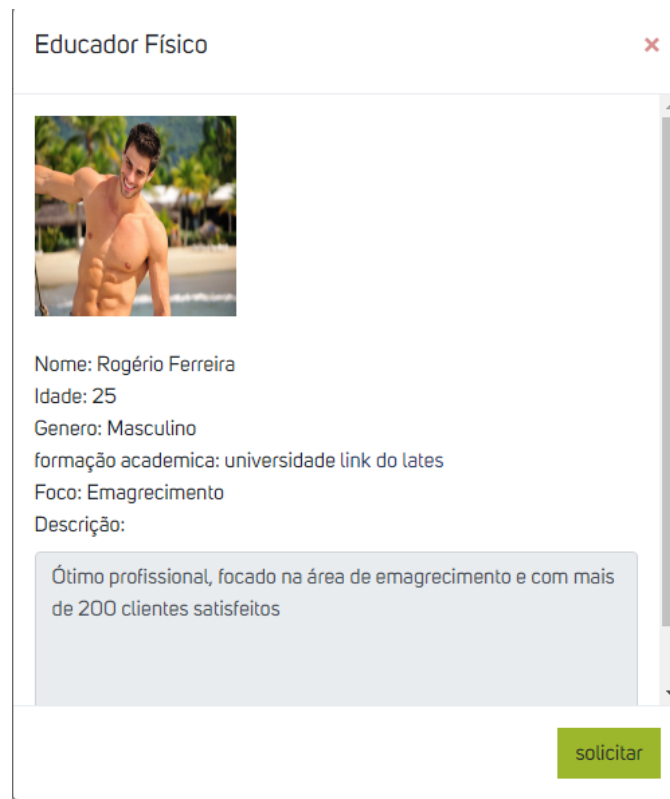 Educador Físico
×
Nome: Rogério Ferreira
Idade: 25
Genero: Masculino
formação academica: universidade link do lates
Foco: Emagrecimento
Descrição:
Ótimo profissional, focado na área de emagrecimento e com mais
de 200 clientes satisfeitos
solicitar